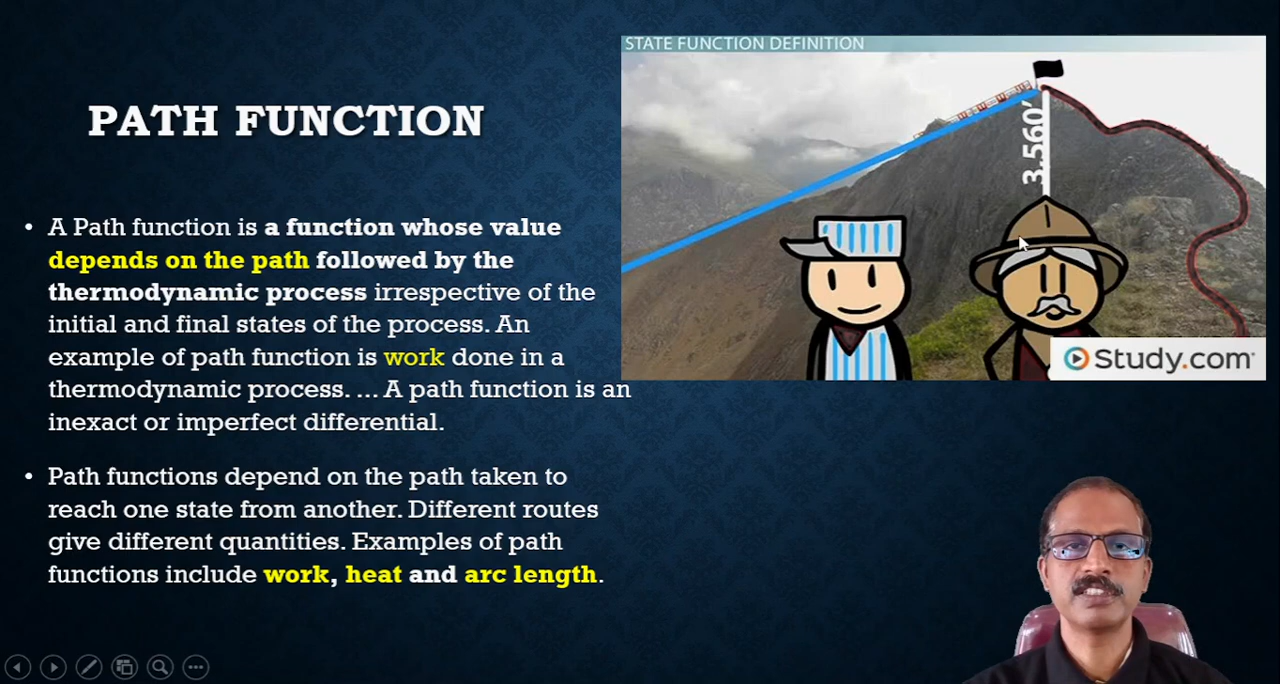 PATH FUNCTION
• A Path function is a function whose value
depends on the path followed by the
thermodynamic process irrespective of the
initial and final states of the process. An
example of path function is work done in a
thermodynamic process. ... A path function is an
inexact or imperfect differential.
• Path functions depend on the path taken to
reach one state from another. Different routes
give different quantities. Examples of path
functions include work, heat and arc length.
STATE FUNCTION DEFINITION
3,560'
Study.com